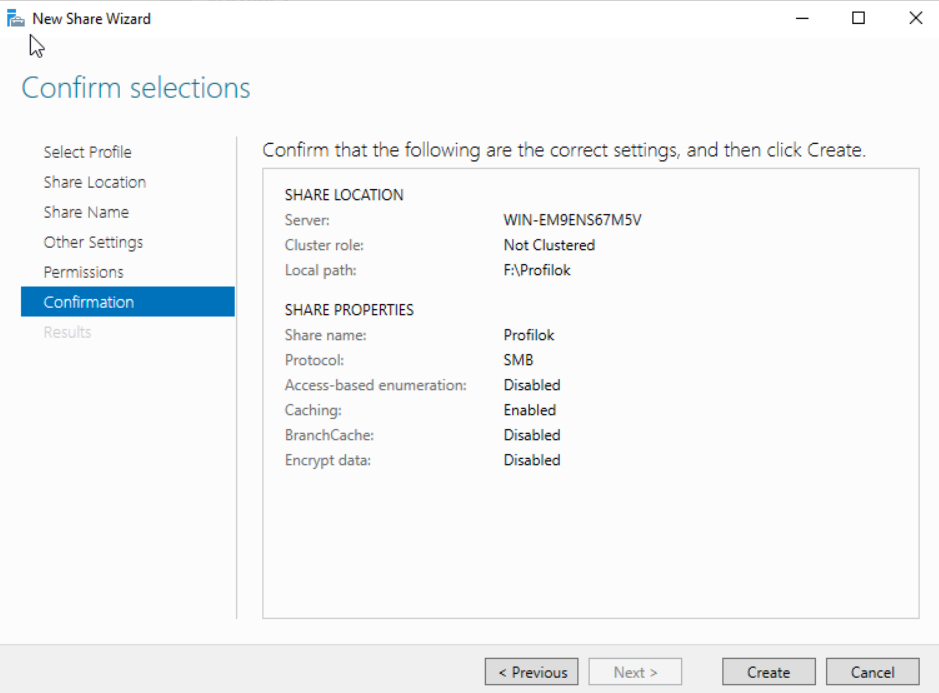 New Share Wizard
Confirm selections
Select Profile
Share Location
Share Name
Other Settings
Permissions
Confirmation
Results
Confirm that the following are the correct settings, and then click Create.
SHARE LOCATION
Server: WIN-EM9ENS67M5V
Cluster role: Not Clustered
Local path: F:\Profilok
SHARE PROPERTIES
Share name: Profilok
Protocol: SMB
Access-based enumeration: Disabled
Caching: Enabled
BranchCache: Disabled
Encrypt data: Disabled
< Previous Next > Create Cancel